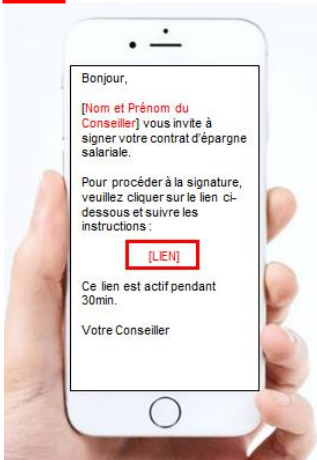 Bonjour,
[Nom et Prénom du
Conseiller] vous invite à
signer votre contrat d'épargne
salariale.
Pour procéder à la signature,
veuillez cliquer sur le lien ci-
dessous et suivre les
instructions :
[LIEN]
Ce lien est actif pendant
30min.
Votre Conseiller